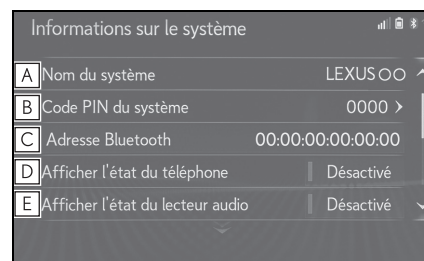 Informations sur le système
A Nom du système LEXUS○○
B Code PIN du système 0000 >
C Adresse Bluetooth 00:00:00:00:00:00
D Afficher l'état du téléphone Désactivé
E Afficher l'état du lecteur audio Désactivé